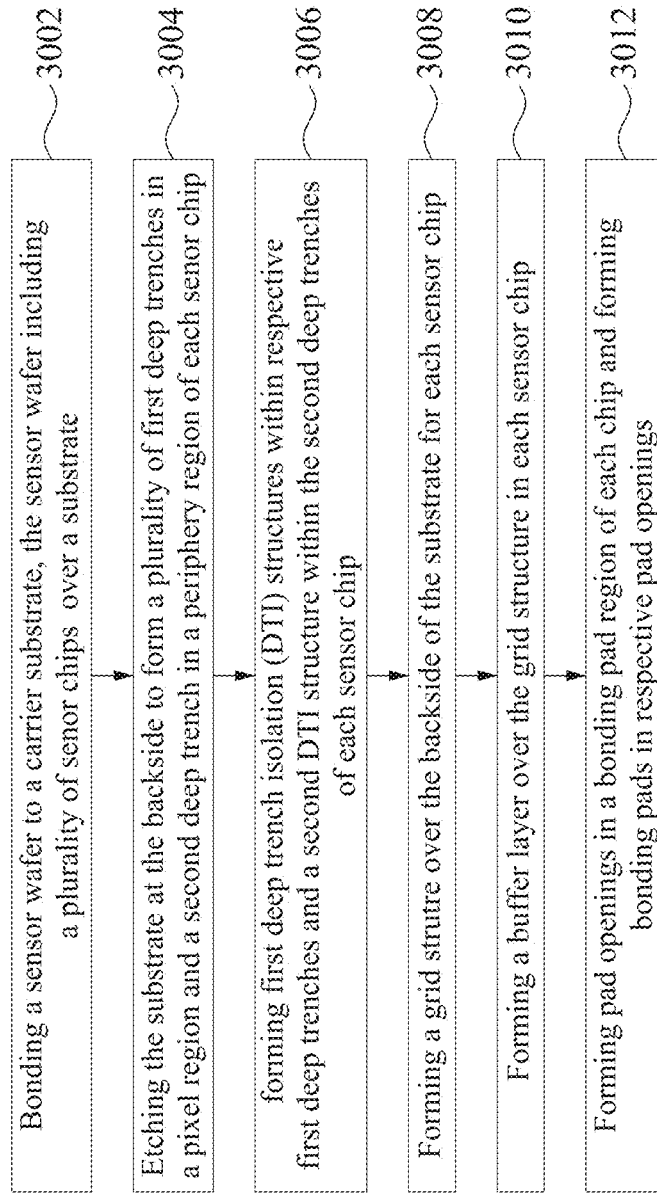 Bonding a sensor wafer to a carrier substrate, the sensor wafer including
a plurality of senor chips over a substrate
3002
Etching the substrate at the backside to form a plurality of first deep trenches in
a pixel region and a second deep trench in a periphery region of each senor chip
3004
forming first deep trench isolation (DTI) structures within respective
first deep trenches and a second DTI structure within the second deep trenches
of each sensor chip
3006
Forming a grid strutre over the backside of the substrate for each sensor chip
3008
Forming a buffer layer over the grid structure in each sensor chip
3010
Forming pad openings in a bonding pad region of each chip and forming
bonding pads in respective pad openings
3012